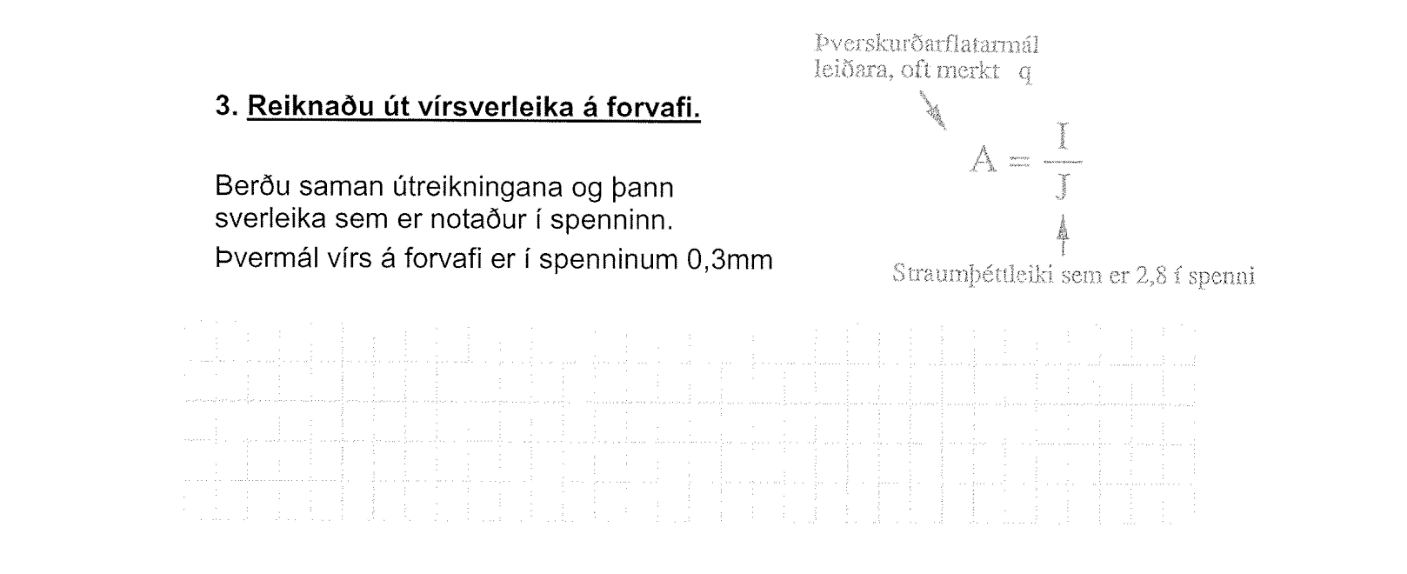 3. Reiknaðu út vírsverleika á forvafi.
Berðu saman útreikningana og þann
sverleika sem er notaður í spenninn.
Þvermál vírs á forvafi er í spenninum 0,3mm
Þverskurðarflatarmál
leiðara, oft merkt q
A = I / J
Straumþéttleiki sem er 2,8 í spenni